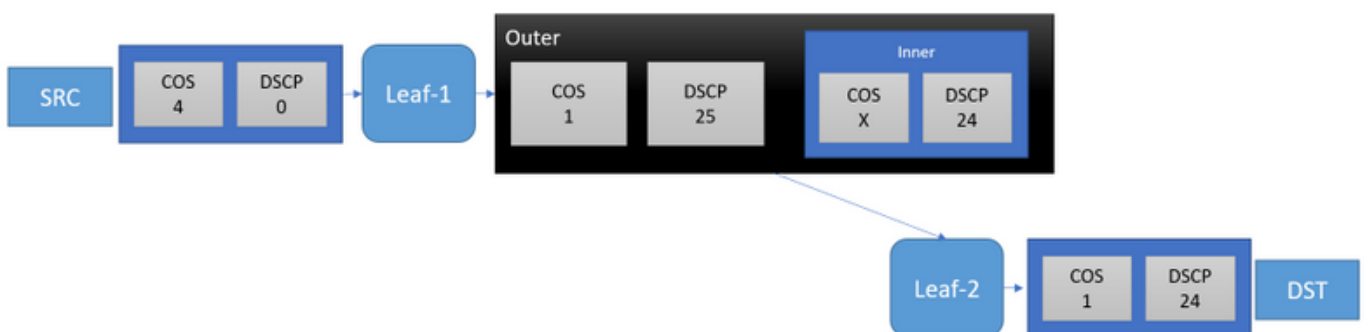 SRC
COS
4
DSCP
0
Leaf-1
Outer
COS
1
DSCP
25
Inner
COS
X
DSCP
24
Leaf-2
COS
1
DSCP
24
DST